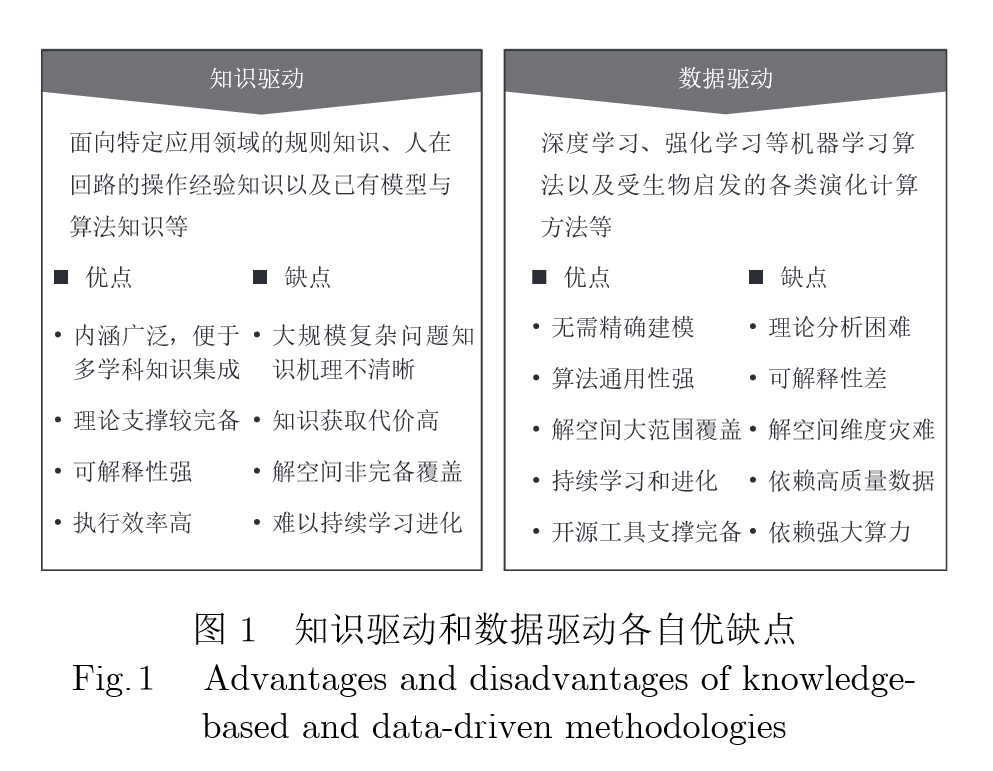 知识驱动
面向特定应用领域的规则知识、人在
回路的操作经验知识以及已有模型与
算法知识等
■ 优点
• 内涵广泛，便于
多学科知识集成
• 理论支撑较完备
• 可解释性强
• 执行效率高
■ 缺点
• 大规模复杂问题知
识机理不清晰
• 知识获取代价高
• 解空间非完备覆盖
• 难以持续学习进化
数据驱动
深度学习、强化学习等机器学习算
法以及受生物启发的各类演化计算
方法等
■ 优点
• 无需精确建模
• 算法通用性强
• 解空间大范围覆盖
• 持续学习和进化
• 开源工具支撑完备
■ 缺点
• 理论分析困难
• 可解释性差
• 解空间维度灾难
• 依赖高质量数据
• 依赖强大算力
图 1 知识驱动和数据驱动各自优缺点
Fig. 1 Advantages and disadvantages of knowledge-
based and data-driven methodologies